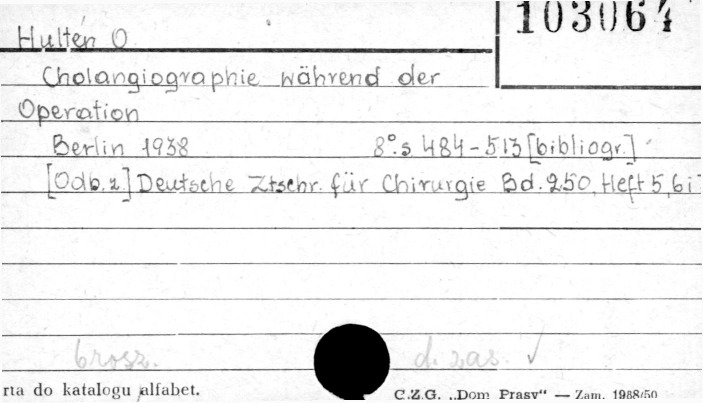 103064
Hultén O
Cholangiographie während der
Operation
Berlin 1938 8°.s 484-513 [bibliogr.]
[Odb. z.] Deutsche Ztschr. für Chirurgie Bd. 250, Heft 5, 6 i
brosz. d. zas. ✓
rta do katalogu alfabet. C.Z.G. „Dom Prasy" — Zam. 1988/50